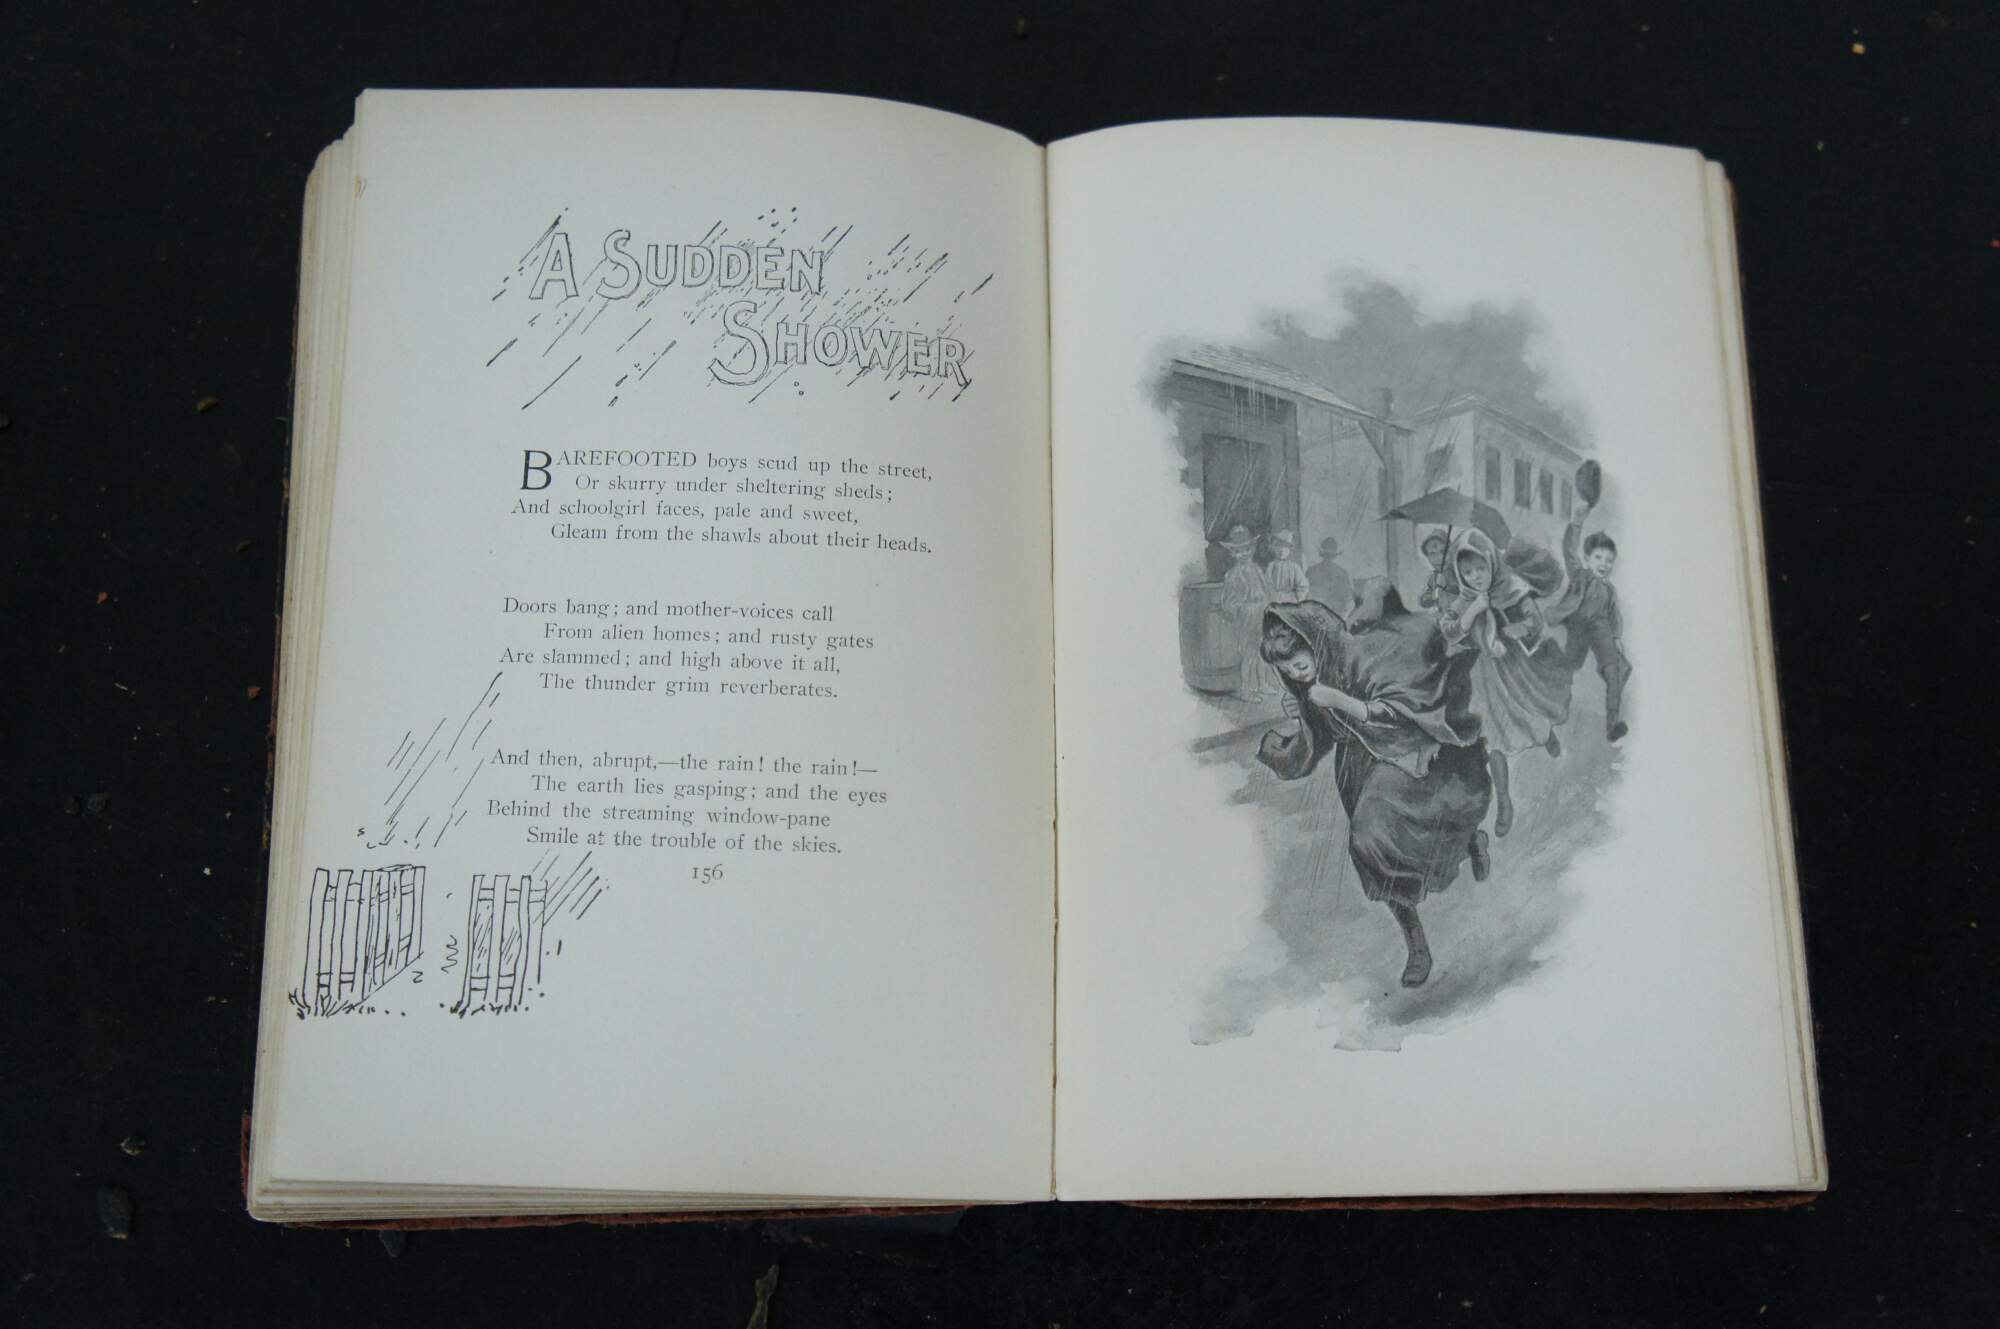 A SUDDEN
SHOWER
BAREFOOTED boys scud up the street,
Or skurry under sheltering sheds;
And schoolgirl faces, pale and sweet,
Gleam from the shawls about their heads.
Doors bang; and mother-voices call
From alien homes; and rusty gates
Are slammed; and high above it all,
The thunder grim reverberates.
And then, abrupt,—the rain! the rain!—
The earth lies gasping; and the eyes
Behind the streaming window-pane
Smile at the trouble of the skies.
156